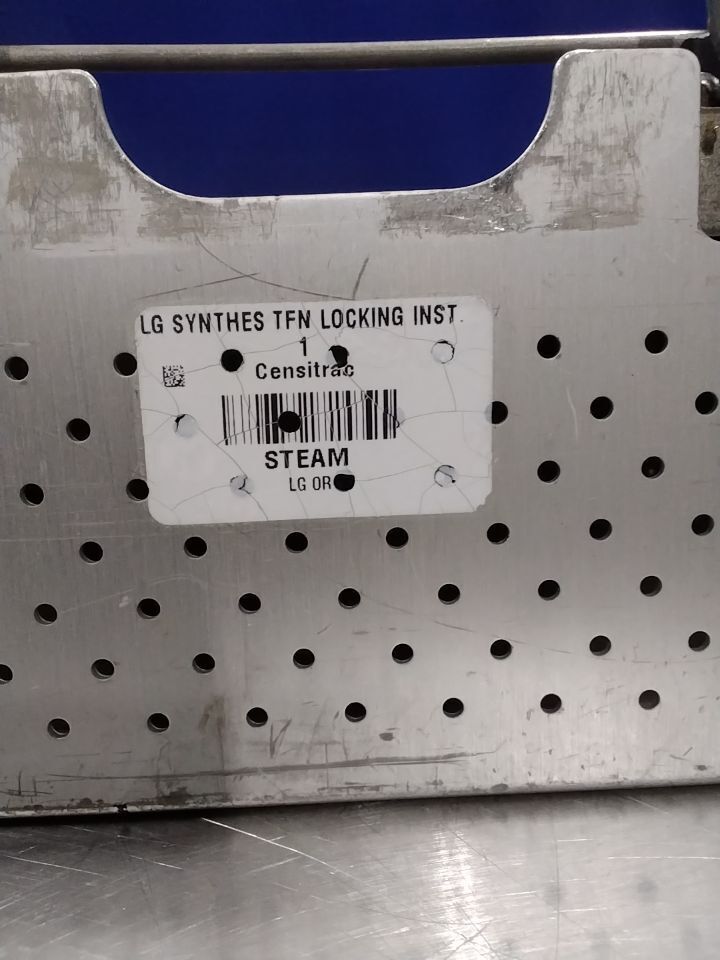 LG SYNTHES TFN LOCKING INST.
1
Censitrac
STEAM
LG OR